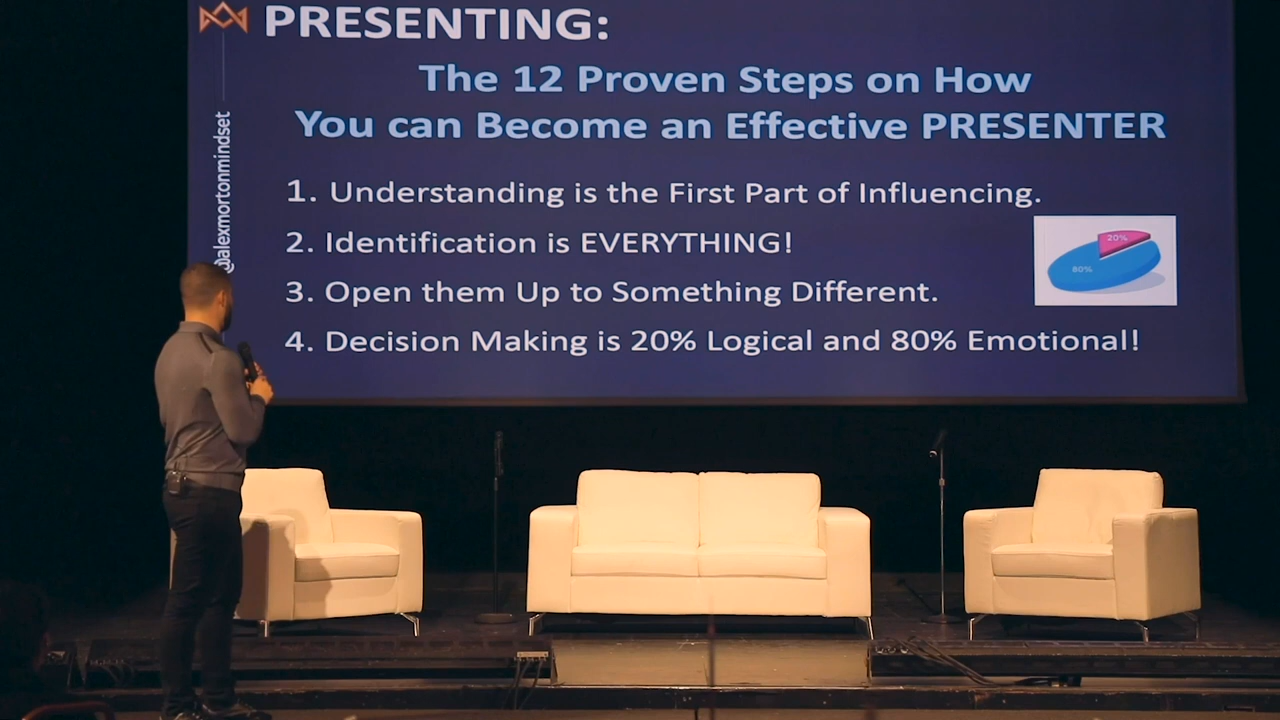 PRESENTING:
The 12 Proven Steps on How
You can Become an Effective PRESENTER
@alexmortonmindset
1. Understanding is the First Part of Influencing.
2. Identification is EVERYTHING!
3. Open them Up to Something Different.
4. Decision Making is 20% Logical and 80% Emotional!
20%
80%